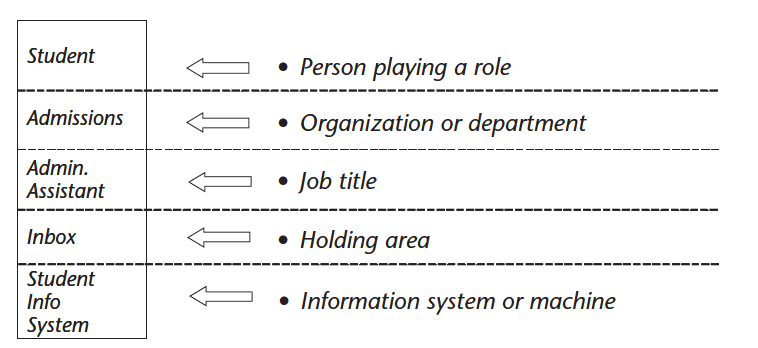 Student
• Person playing a role
Admissions
• Organization or department
Admin.
Assistant
• Job title
Inbox
• Holding area
Student
Info
System
• Information system or machine